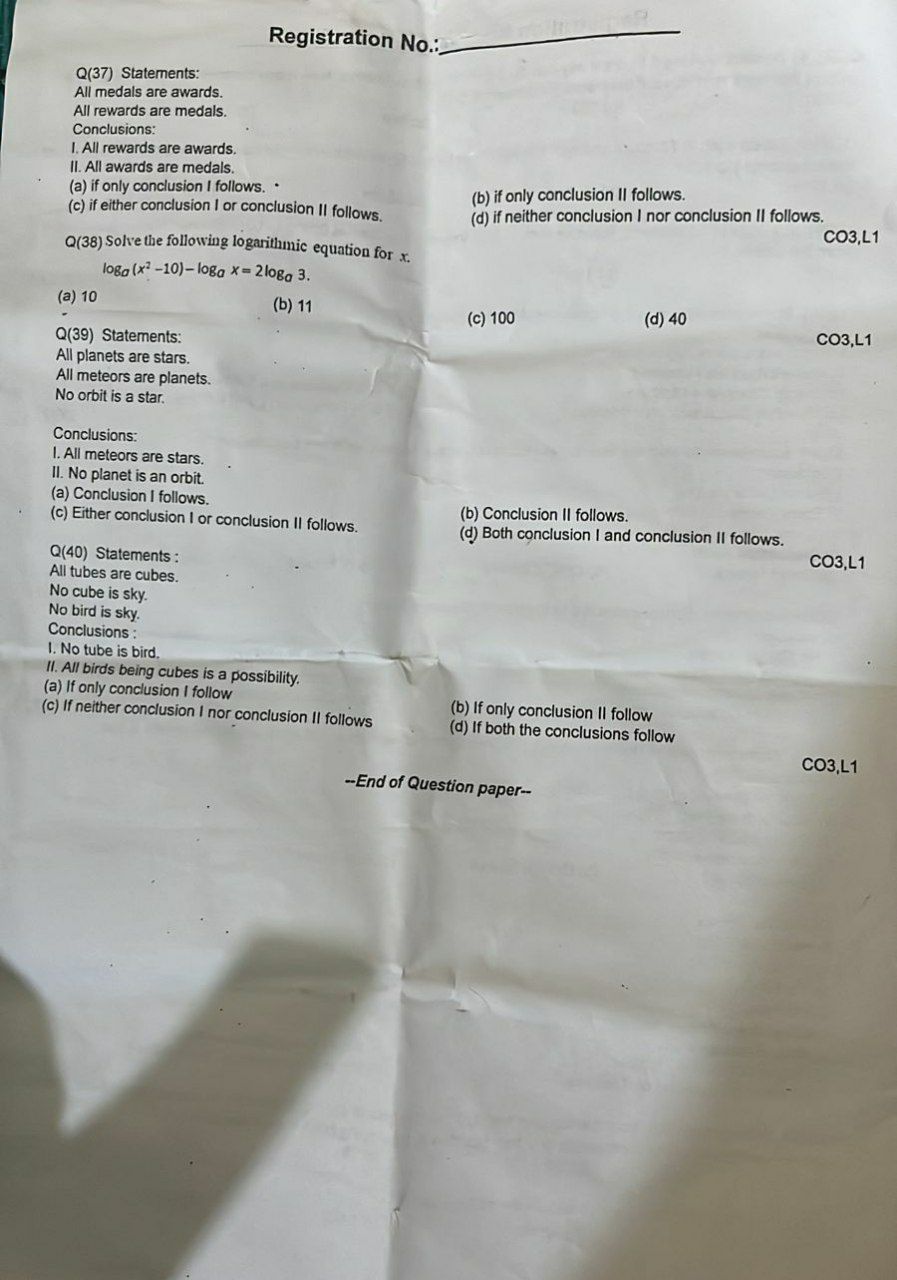 Registration No.:
Q(37) Statements:
All medals are awards.
All rewards are medals.
Conclusions:
I. All rewards are awards.
II. All awards are medals.
(a) if only conclusion I follows.
(b) if only conclusion II follows.
(c) if either conclusion I or conclusion II follows.
(d) if neither conclusion I nor conclusion II follows.
CO3,L1
Q(38) Solve the following logarithmic equation for x.
logₐ (x² −10)− logₐ x = 2 logₐ 3.
(a) 10 (b) 11 (c) 100 (d) 40
CO3,L1
Q(39) Statements:
All planets are stars.
All meteors are planets.
No orbit is a star.
Conclusions:
I. All meteors are stars.
II. No planet is an orbit.
(a) Conclusion I follows.
(b) Conclusion II follows.
(c) Either conclusion I or conclusion II follows.
(d) Both conclusion I and conclusion II follows.
CO3,L1
Q(40) Statements :
All tubes are cubes.
No cube is sky.
No bird is sky.
Conclusions :
I. No tube is bird.
II. All birds being cubes is a possibility.
(a) If only conclusion I follow
(b) If only conclusion II follow
(c) If neither conclusion I nor conclusion II follows
(d) If both the conclusions follow
CO3,L1
--End of Question paper--